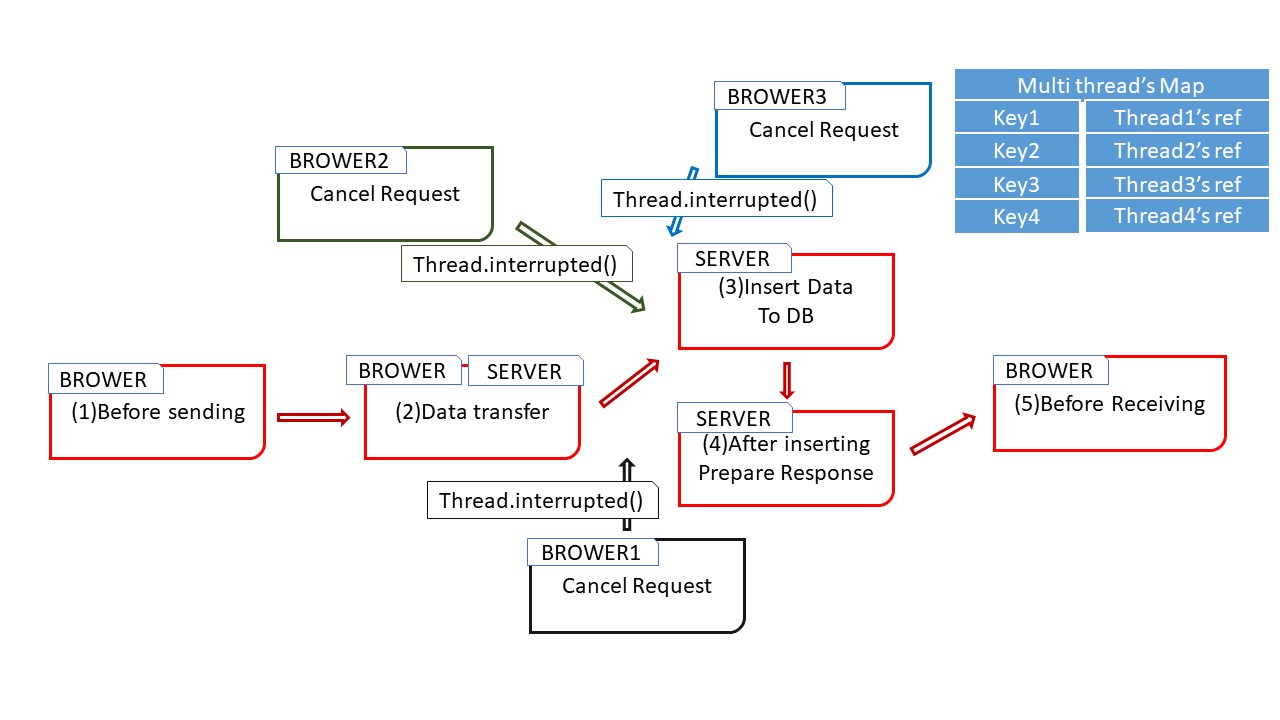 BROWER3
Cancel Request
Thread.interrupted()
Multi thread's Map
Key1 Thread1's ref
Key2 Thread2's ref
Key3 Thread3's ref
Key4 Thread4's ref
BROWER2
Cancel Request
Thread.interrupted()
SERVER
(3)Insert Data
To DB
BROWER
(1)Before sending
BROWER SERVER
(2)Data transfer
SERVER
(4)After inserting
Prepare Response
BROWER
(5)Before Receiving
Thread.interrupted()
BROWER1
Cancel Request